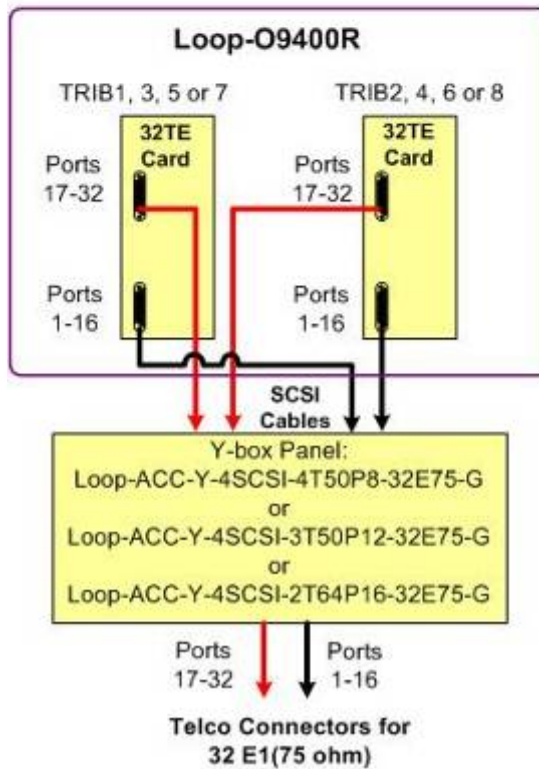 Loop-O9400R
TRIB1, 3, 5 or 7
TRIB2, 4, 6 or 8
32TE
Card
32TE
Card
Ports
17-32
Ports
17-32
Ports
1-16
Ports
1-16
SCSI
Cables
Y-box Panel:
Loop-ACC-Y-4SCSI-4T50P8-32E75-G
or
Loop-ACC-Y-4SCSI-3T50P12-32E75-G
or
Loop-ACC-Y-4SCSI-2T64P16-32E75-G
Ports
17-32
Ports
1-16
Telco Connectors for
32 E1(75 ohm)